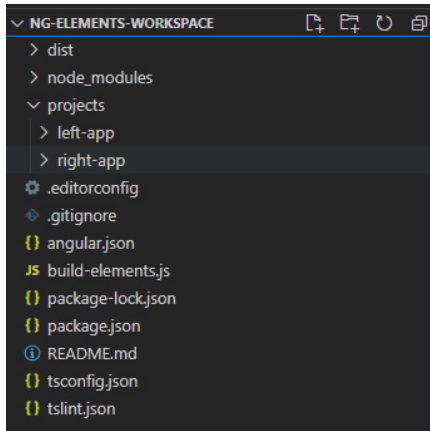 NG-ELEMENTS-WORKSPACE
dist
node_modules
projects
left-app
right-app
.editorconfig
.gitignore
{} angular.json
JS build-elements.js
{} package-lock.json
{} package.json
README.md
{} tsconfig.json
{} tslint.json